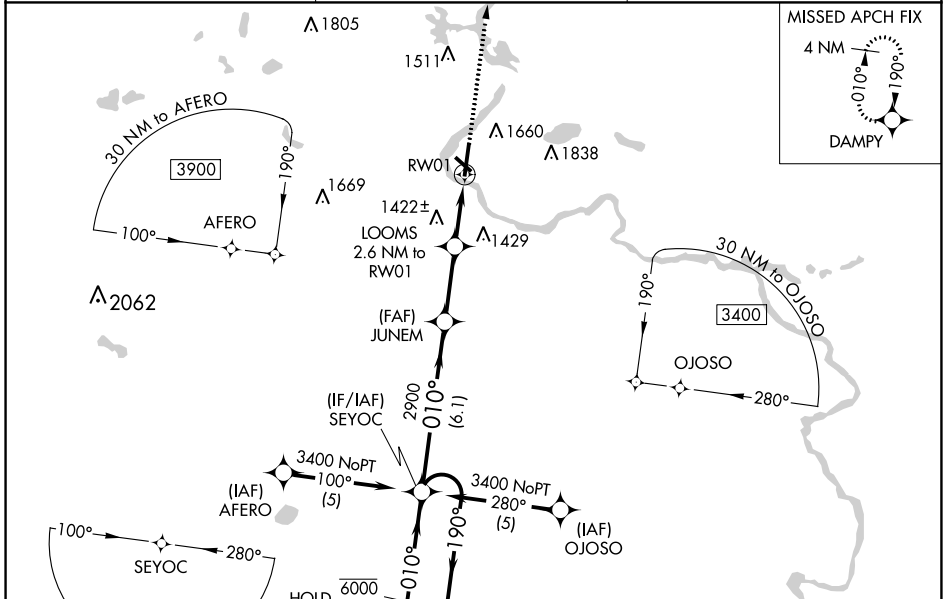 1805
MISSED APCH FIX
4 NM
010°
190°
DAMPY
1511
30 NM to AFERO
3900
190°
AFERO
100°
1660
1838
RW01
1669
1422±
LOOMS
2.6 NM to
RW01
1429
2062
30 NM to OJOSO
190°
3400
OJOSO
280°
(FAF)
JUNEM
2900
010°
(6.1)
(IF/IAF)
SEYOC
3400 NoPT
100°
(5)
(IAF)
AFERO
3400 NoPT
280°
(5)
(IAF)
OJOSO
190°
010°
100°
280°
SEYOC
HOLD
6000